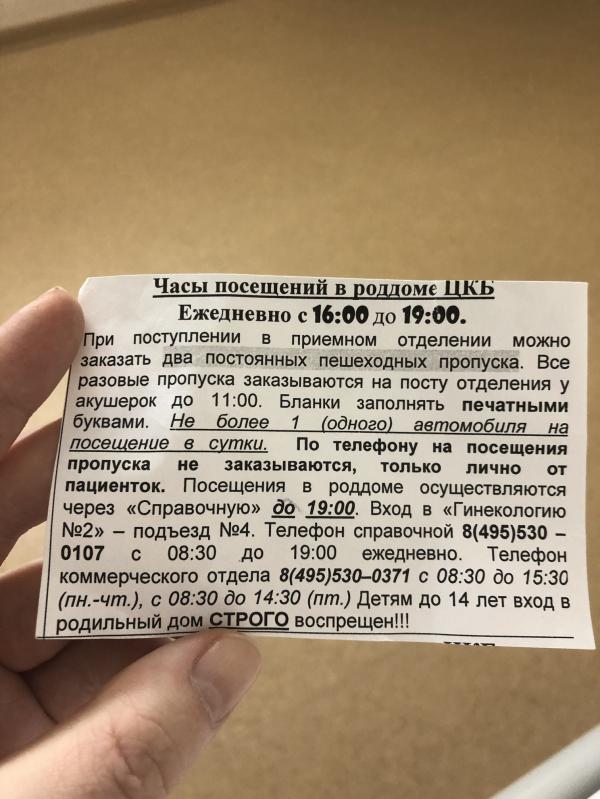 Часы посещений в роддоме ЦКБ
Ежедневно с 16:00 до 19:00.
При поступлении в приемном отделении можно
заказать два постоянных пешеходных пропуска. Все
разовые пропуска заказываются на посту отделения у
акушерок до 11:00. Бланки заполнять печатными
буквами. Не более 1 (одного) автомобиля на
посещение в сутки. По телефону на посещения
пропуска не заказываются, только лично от
пациенток. Посещения в роддоме осуществляются
через «Справочную» до 19:00. Вход в «Гинекологию
№2» – подъезд №4. Телефон справочной 8(495)530 –
0107 с 08:30 до 19:00 ежедневно. Телефон
коммерческого отдела 8(495)530–0371 с 08:30 до 15:30
(пн.-чт.), с 08:30 до 14:30 (пт.) Детям до 14 лет вход в
родильный дом СТРОГО воспрещен!!!